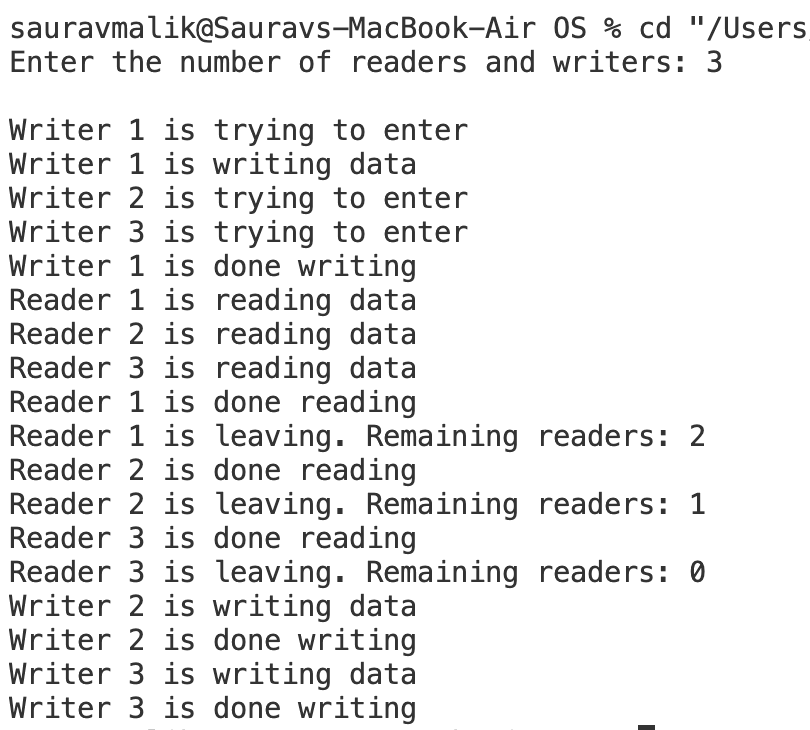 sauravmalik@Sauravs-MacBook-Air OS % cd "/Users
Enter the number of readers and writers: 3
Writer 1 is trying to enter
Writer 1 is writing data
Writer 2 is trying to enter
Writer 3 is trying to enter
Writer 1 is done writing
Reader 1 is reading data
Reader 2 is reading data
Reader 3 is reading data
Reader 1 is done reading
Reader 1 is leaving. Remaining readers: 2
Reader 2 is done reading
Reader 2 is leaving. Remaining readers: 1
Reader 3 is done reading
Reader 3 is leaving. Remaining readers: 0
Writer 2 is writing data
Writer 2 is done writing
Writer 3 is writing data
Writer 3 is done writing